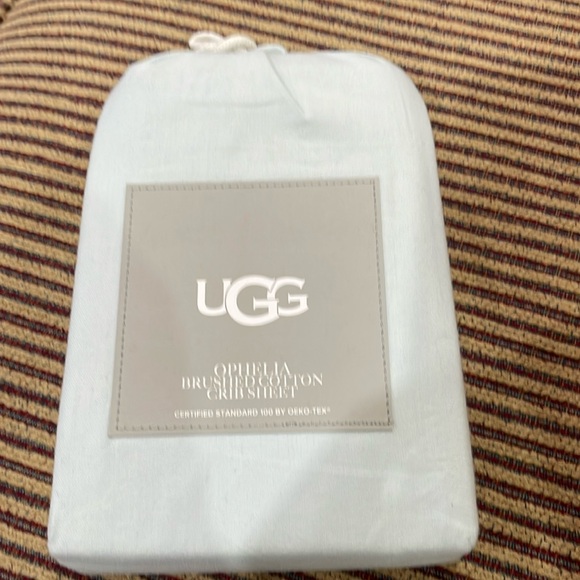 UGG
OPHELIA
BRUSHED COTTON
CRIB SHEET
CERTIFIED STANDARD 100 BY OEKO-TEX®